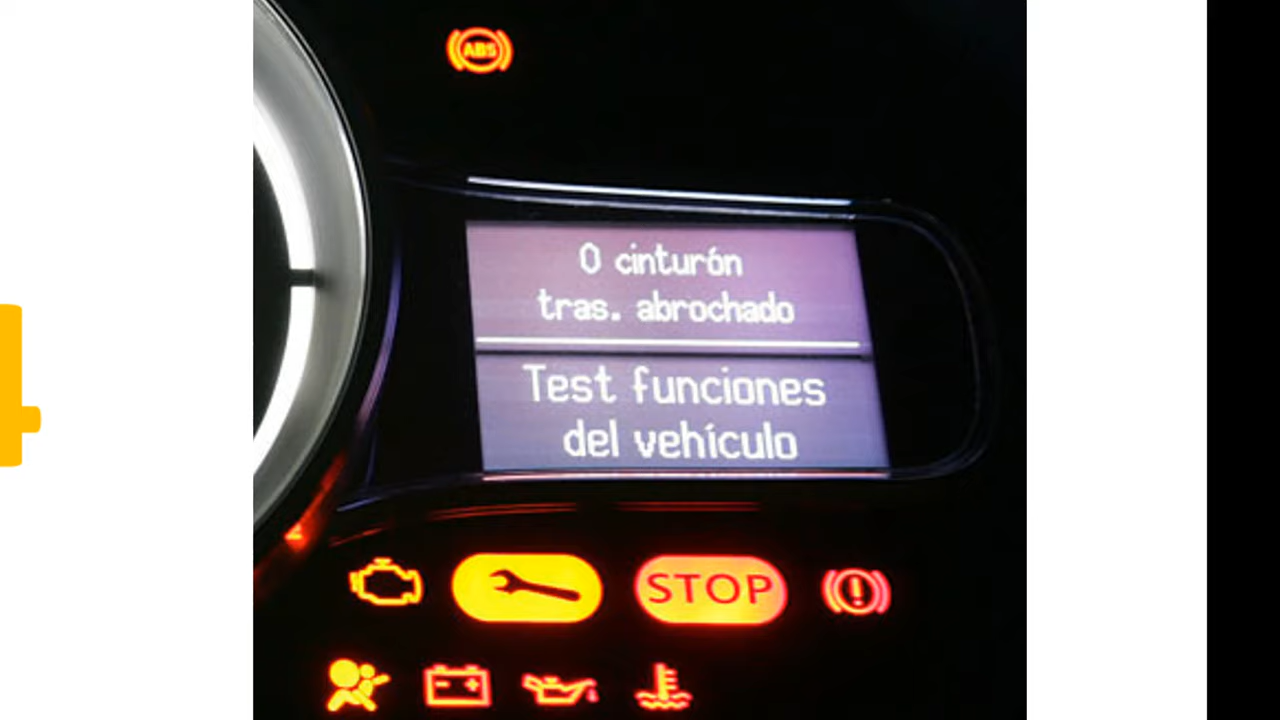 ABS
0 cinturón
tras. abrochado
Test funciones
del vehículo
STOP